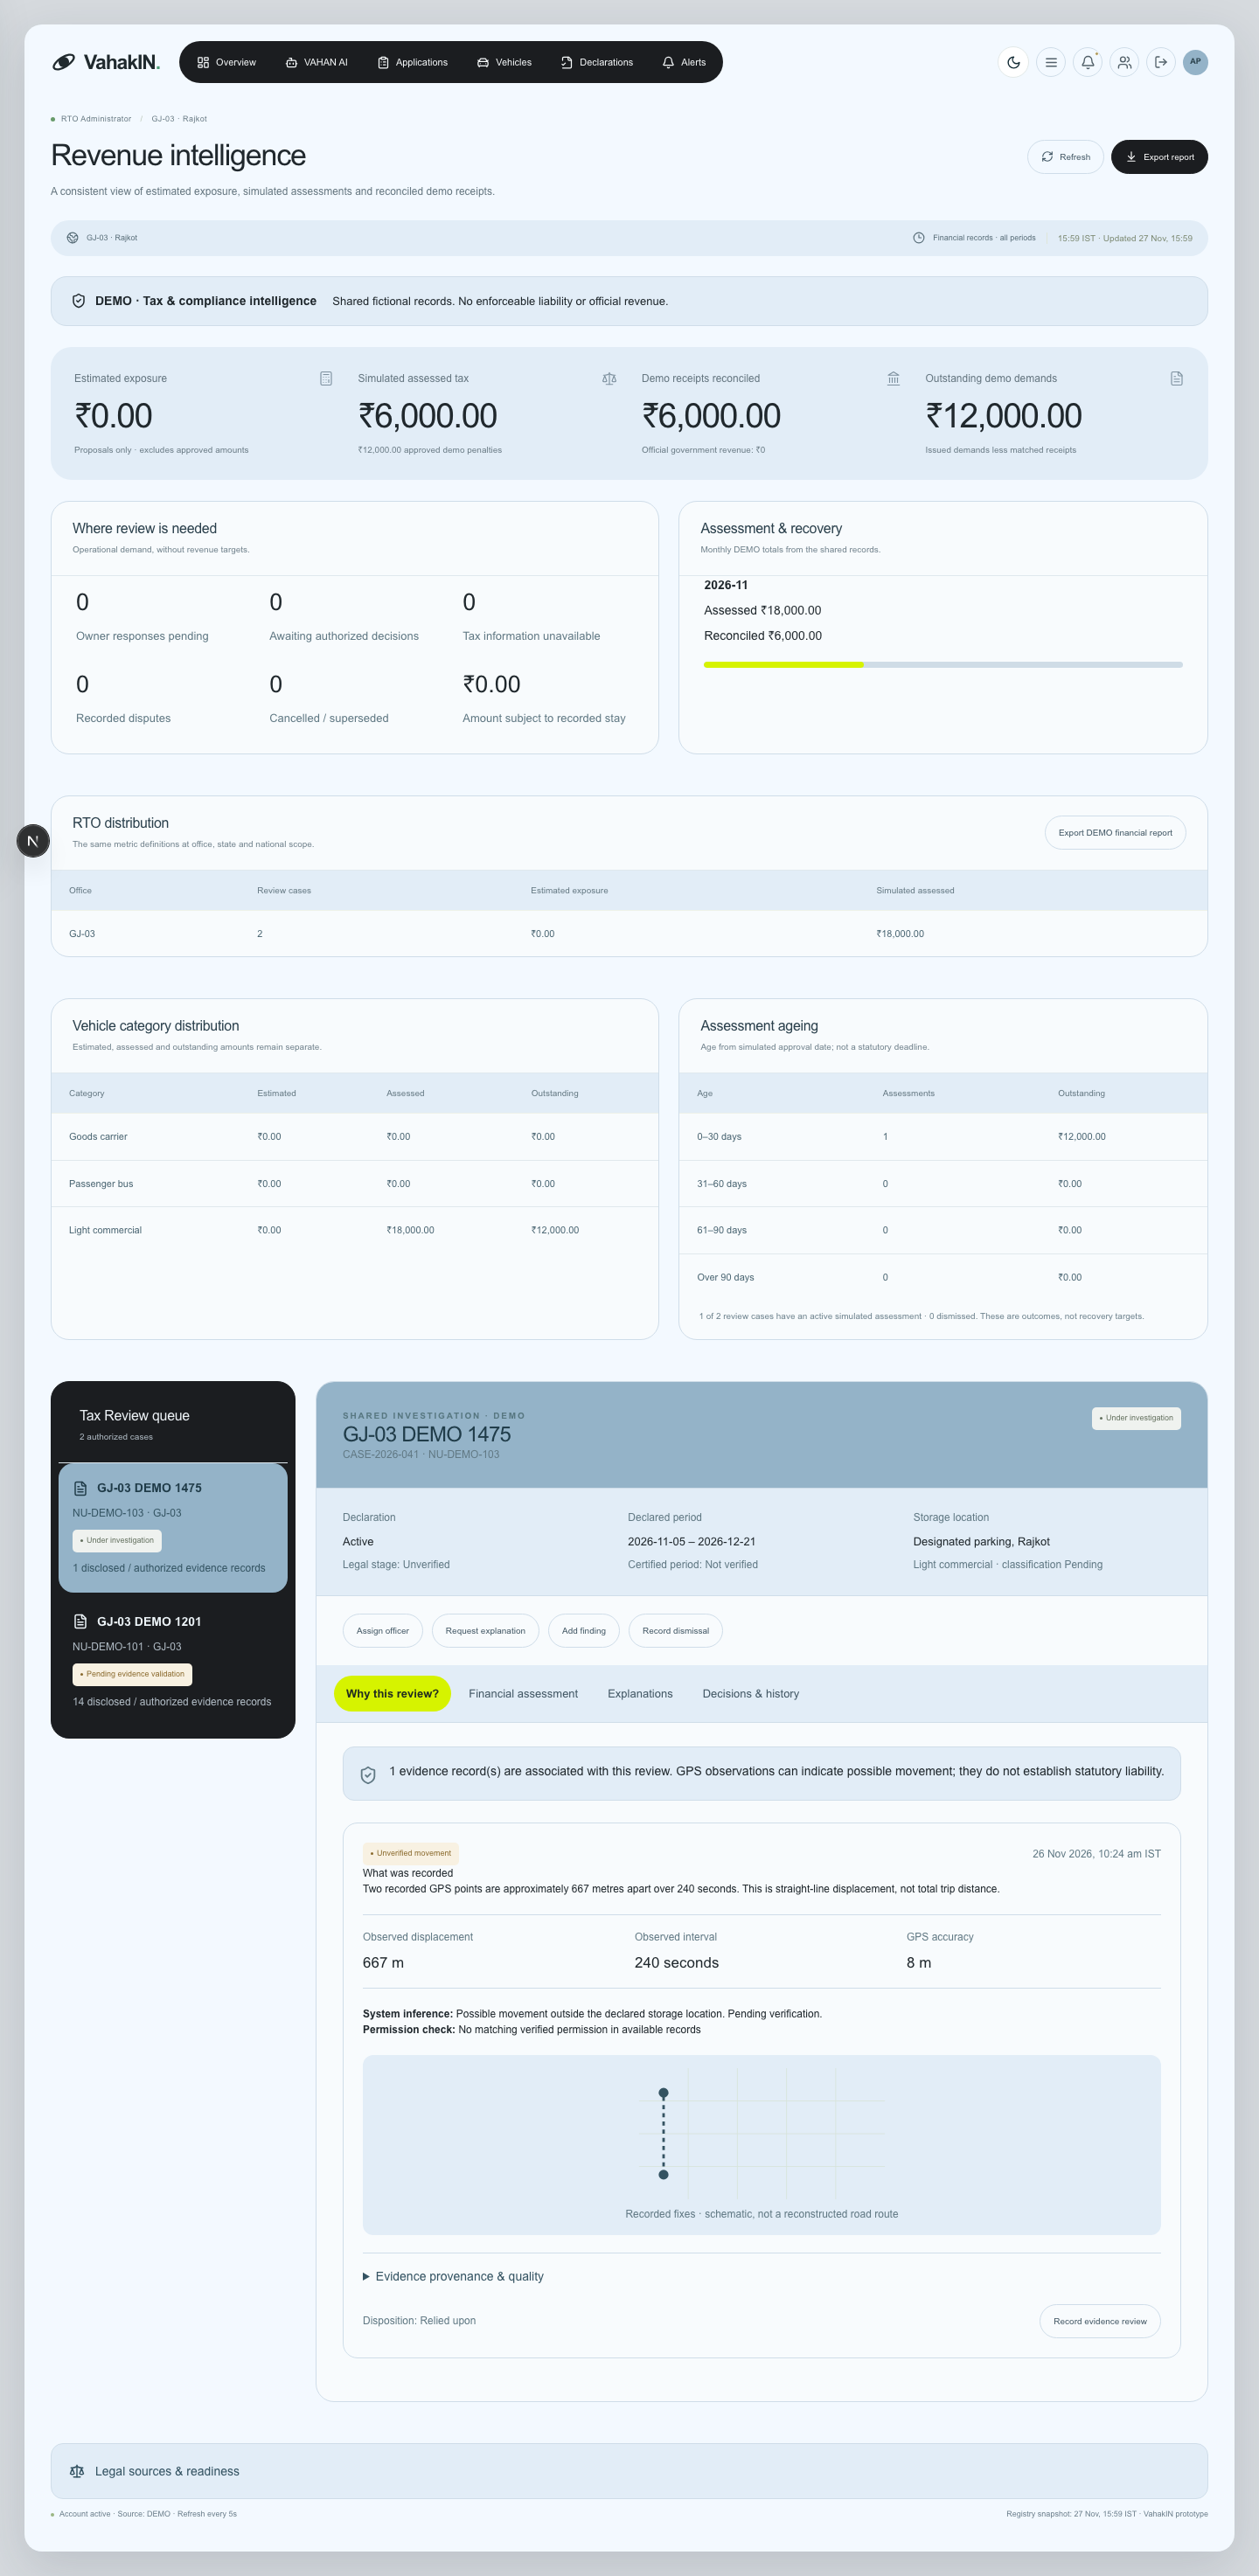 VahakIN.
Overview
VAHAN AI
Applications
Vehicles
Declarations
Alerts
AP
RTO Administrator / GJ-03 · Rajkot
Revenue intelligence
Refresh
Export report
A consistent view of estimated exposure, simulated assessments and reconciled demo receipts.
GJ-03 · Rajkot
Financial records · all periods
15:59 IST · Updated 27 Nov, 15:59
DEMO · Tax & compliance intelligence
Shared fictional records. No enforceable liability or official revenue.
Estimated exposure
₹0.00
Proposals only · excludes approved amounts
Simulated assessed tax
₹6,000.00
₹12,000.00 approved demo penalties
Demo receipts reconciled
₹6,000.00
Official government revenue: ₹0
Outstanding demo demands
₹12,000.00
Issued demands less matched receipts
Where review is needed
Operational demand, without revenue targets.
0
Owner responses pending
0
Awaiting authorized decisions
0
Tax information unavailable
0
Recorded disputes
0
Cancelled / superseded
₹0.00
Amount subject to recorded stay
Assessment & recovery
Monthly DEMO totals from the shared records.
2026-11
Assessed ₹18,000.00
Reconciled ₹6,000.00
N
RTO distribution
The same metric definitions at office, state and national scope.
Export DEMO financial report
Office Review cases Estimated exposure Simulated assessed
GJ-03 2 ₹0.00 ₹18,000.00
Vehicle category distribution
Estimated, assessed and outstanding amounts remain separate.
Category Estimated Assessed Outstanding
Goods carrier ₹0.00 ₹0.00 ₹0.00
Passenger bus ₹0.00 ₹0.00 ₹0.00
Light commercial ₹0.00 ₹18,000.00 ₹12,000.00
Assessment ageing
Age from simulated approval date; not a statutory deadline.
Age Assessments Outstanding
0–30 days 1 ₹12,000.00
31–60 days 0 ₹0.00
61–90 days 0 ₹0.00
Over 90 days 0 ₹0.00
1 of 2 review cases have an active simulated assessment · 0 dismissed. These are outcomes, not recovery targets.
Tax Review queue
2 authorized cases
GJ-03 DEMO 1475
NU-DEMO-103 · GJ-03
Under investigation
1 disclosed / authorized evidence records
GJ-03 DEMO 1201
NU-DEMO-101 · GJ-03
Pending evidence validation
14 disclosed / authorized evidence records
SHARED INVESTIGATION · DEMO
GJ-03 DEMO 1475
CASE-2026-041 · NU-DEMO-103
Under investigation
Declaration
Active
Legal stage: Unverified
Declared period
2026-11-05 – 2026-12-21
Certified period: Not verified
Storage location
Designated parking, Rajkot
Light commercial · classification Pending
Assign officer
Request explanation
Add finding
Record dismissal
Why this review?
Financial assessment
Explanations
Decisions & history
1 evidence record(s) are associated with this review. GPS observations can indicate possible movement; they do not establish statutory liability.
Unverified movement
26 Nov 2026, 10:24 am IST
What was recorded
Two recorded GPS points are approximately 667 metres apart over 240 seconds. This is straight-line displacement, not total trip distance.
Observed displacement
667 m
Observed interval
240 seconds
GPS accuracy
8 m
System inference: Possible movement outside the declared storage location. Pending verification.
Permission check: No matching verified permission in available records
Recorded fixes · schematic, not a reconstructed road route
Evidence provenance & quality
Disposition: Relied upon
Record evidence review
Legal sources & readiness
Account active · Source: DEMO · Refresh every 5s
Registry snapshot: 27 Nov, 15:59 IST · VahakIN prototype